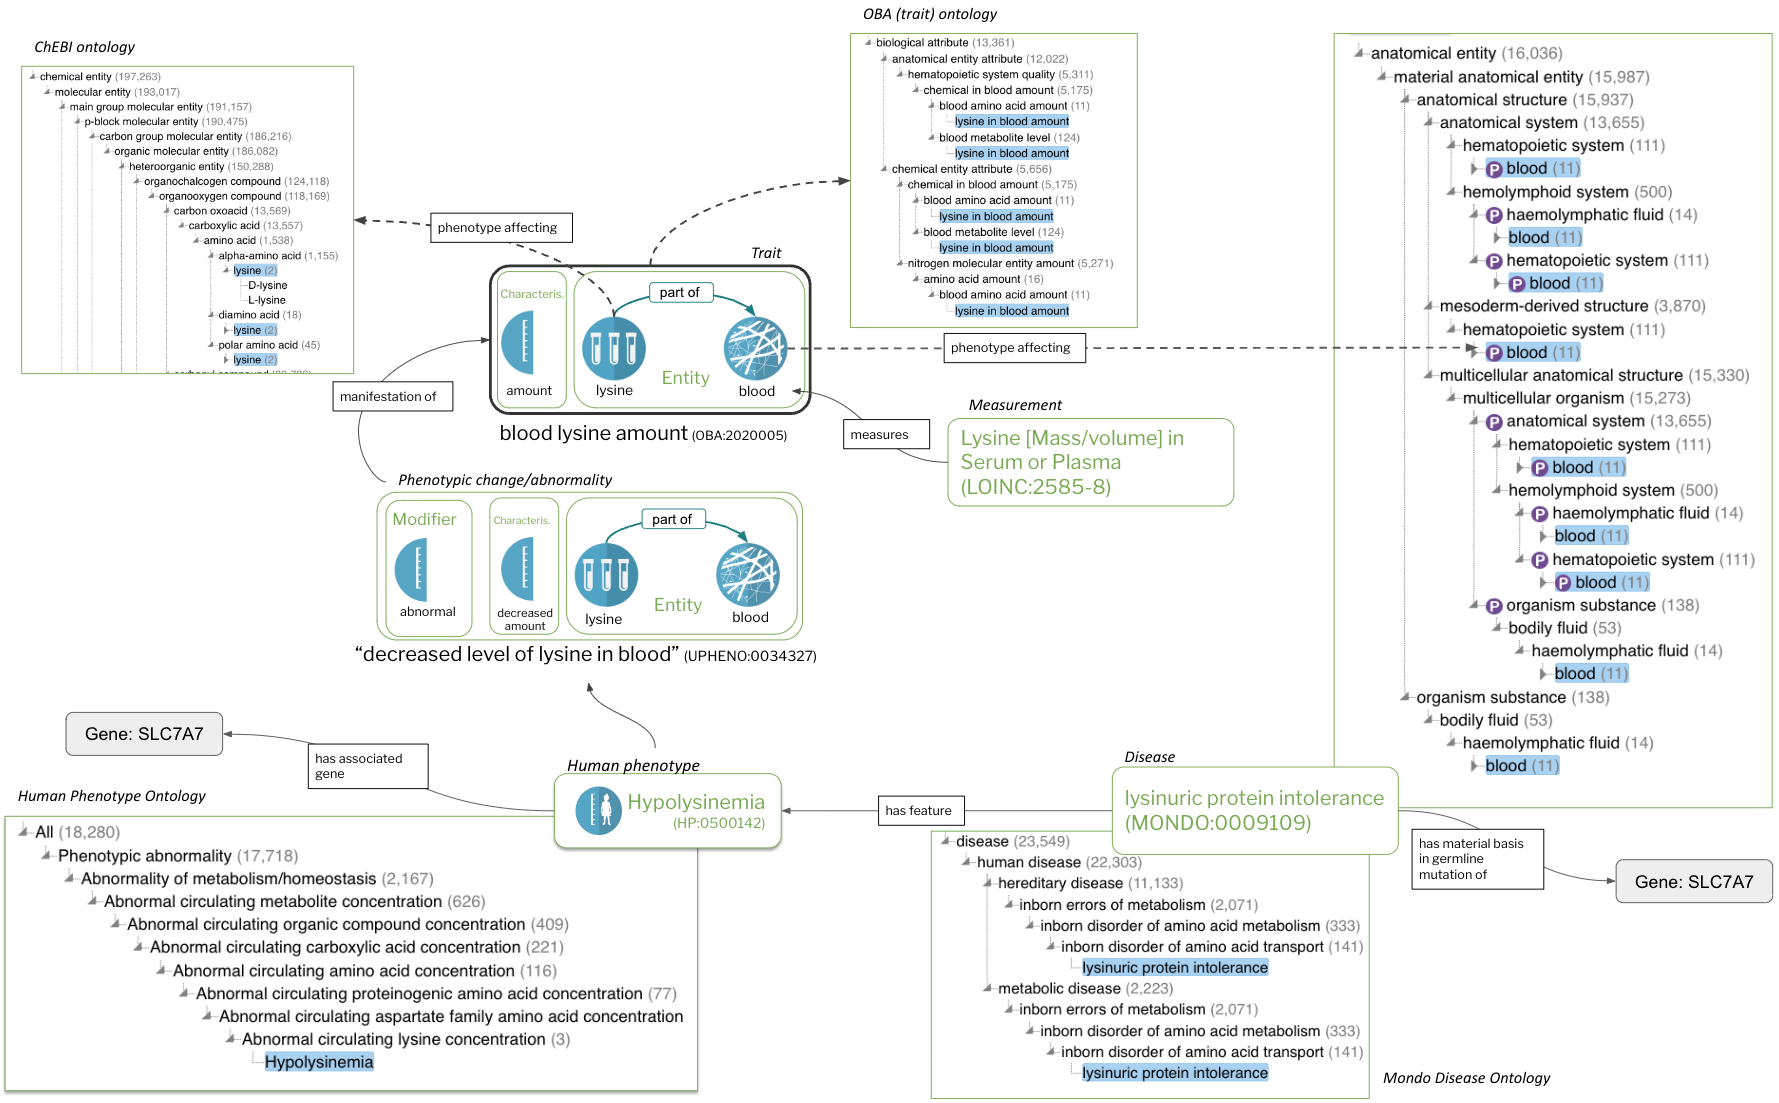 ChEBI ontology
chemical entity (197,263)
molecular entity (193,017)
main group molecular entity (191,157)
p-block molecular entity (190,475)
carbon group molecular entity (186,216)
organic molecular entity (186,082)
heteroorganic entity (150,288)
organochalcogen compound (124,118)
organooxygen compound (118,169)
carbon oxoacid (13,569)
carboxylic acid (13,557)
amino acid (1,538)
alpha-amino acid (1,155)
lysine (2)
D-lysine
L-lysine
diamino acid (18)
lysine (2)
polar amino acid (45)
lysine (2)
OBA (trait) ontology
biological attribute (13,361)
anatomical entity attribute (12,022)
hematopoietic system quality (5,311)
chemical in blood amount (5,175)
blood amino acid amount (11)
lysine in blood amount
blood metabolite level (124)
lysine in blood amount
chemical entity attribute (5,656)
chemical in blood amount (5,175)
blood amino acid amount (11)
lysine in blood amount
blood metabolite level (124)
lysine in blood amount
nitrogen molecular entity amount (5,271)
amino acid amount (16)
blood amino acid amount (11)
lysine in blood amount
anatomical entity (16,036)
material anatomical entity (15,987)
anatomical structure (15,937)
anatomical system (13,655)
hematopoietic system (111)
P blood (11)
hemolymphoid system (500)
P haemolymphatic fluid (14)
blood (11)
P hematopoietic system (111)
P blood (11)
mesoderm-derived structure (3,870)
hematopoietic system (111)
P blood (11)
multicellular anatomical structure (15,330)
multicellular organism (15,273)
P anatomical system (13,655)
hematopoietic system (111)
P blood (11)
hemolymphoid system (500)
P haemolymphatic fluid (14)
blood (11)
P hematopoietic system (111)
P blood (11)
P organism substance (138)
bodily fluid (53)
haemolymphatic fluid (14)
blood (11)
organism substance (138)
bodily fluid (53)
haemolymphatic fluid (14)
blood (11)
phenotype affecting
Trait
Characteris.
part of
amount
lysine
Entity
blood
blood lysine amount (OBA:2020005)
phenotype affecting
manifestation of
measures
Measurement
Lysine [Mass/volume] in
Serum or Plasma
(LOINC:2585-8)
Phenotypic change/abnormality
Modifier
Characteris.
part of
abnormal
decreased
amount
lysine
Entity
blood
“decreased level of lysine in blood” (UPHENO:0034327)
Gene: SLC7A7
has associated
gene
Human phenotype
Hypolysinemia
(HP:0500142)
has feature
Disease
lysinuric protein intolerance
(MONDO:0009109)
has material basis
in germline
mutation of
Gene: SLC7A7
Human Phenotype Ontology
All (18,280)
Phenotypic abnormality (17,718)
Abnormality of metabolism/homeostasis (2,167)
Abnormal circulating metabolite concentration (626)
Abnormal circulating organic compound concentration (409)
Abnormal circulating carboxylic acid concentration (221)
Abnormal circulating amino acid concentration (116)
Abnormal circulating proteinogenic amino acid concentration (77)
Abnormal circulating aspartate family amino acid concentration
Abnormal circulating lysine concentration (3)
Hypolysinemia
disease (23,549)
human disease (22,303)
hereditary disease (11,133)
inborn errors of metabolism (2,071)
inborn disorder of amino acid metabolism (333)
inborn disorder of amino acid transport (141)
lysinuric protein intolerance
metabolic disease (2,223)
inborn errors of metabolism (2,071)
inborn disorder of amino acid metabolism (333)
inborn disorder of amino acid transport (141)
lysinuric protein intolerance
Mondo Disease Ontology